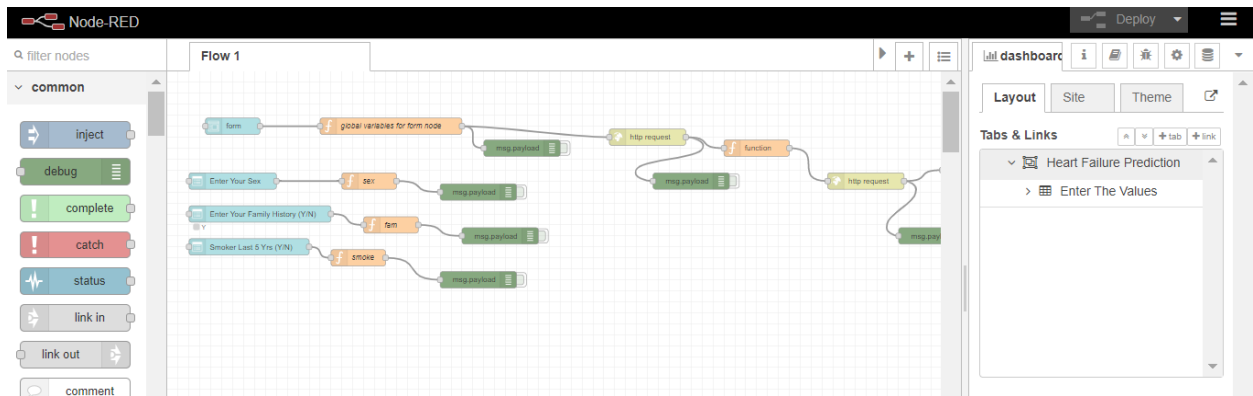 Node-RED
Deploy
filter nodes
Flow 1
dashboard
common
inject
debug
complete
catch
status
link in
link out
comment
form
global variables for form node
msg.payload
http request
msg.payload
function
http request
Enter Your Sex
sex
msg.payload
Enter Your Family History (Y/N)
Y
fam
msg.payload
Smoker Last 5 Yrs (Y/N)
smoke
msg.payload
Layout
Site
Theme
Tabs & Links
+ tab
+ link
Heart Failure Prediction
Enter The Values